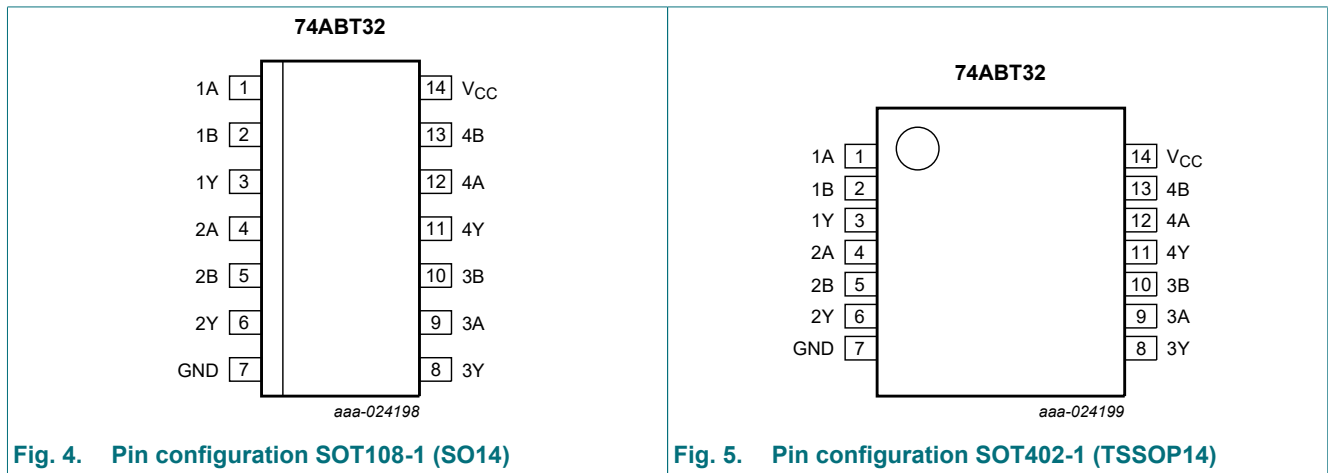 74ABT32
1A 1 14 VCC
1B 2 13 4B
1Y 3 12 4A
2A 4 11 4Y
2B 5 10 3B
2Y 6 9 3A
GND 7 8 3Y
aaa-024198
Fig. 4. Pin configuration SOT108-1 (SO14)
74ABT32
1A 1 14 VCC
1B 2 13 4B
1Y 3 12 4A
2A 4 11 4Y
2B 5 10 3B
2Y 6 9 3A
GND 7 8 3Y
aaa-024199
Fig. 5. Pin configuration SOT402-1 (TSSOP14)